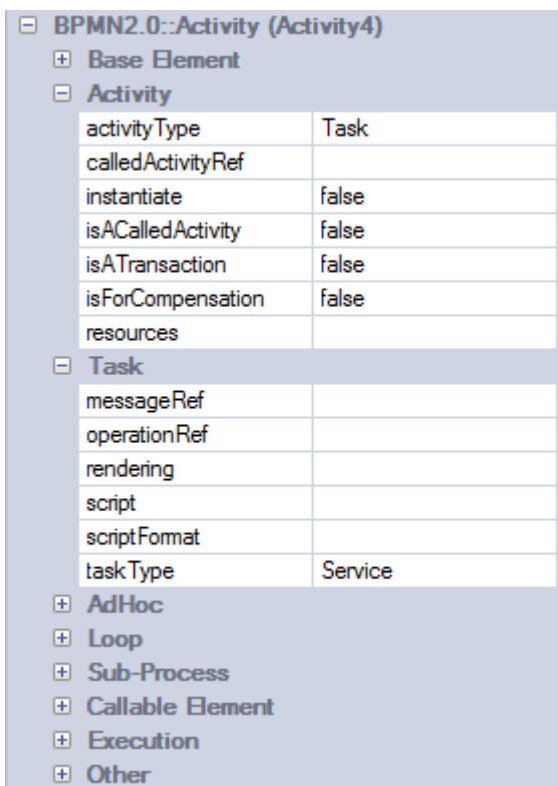 BPMN2.0::Activity (Activity4)
Base Element
Activity
activityType Task
calledActivityRef
instantiate false
isACalledActivity false
isATransaction false
isForCompensation false
resources
Task
messageRef
operationRef
rendering
script
scriptFormat
taskType Service
AdHoc
Loop
Sub-Process
Callable Element
Execution
Other